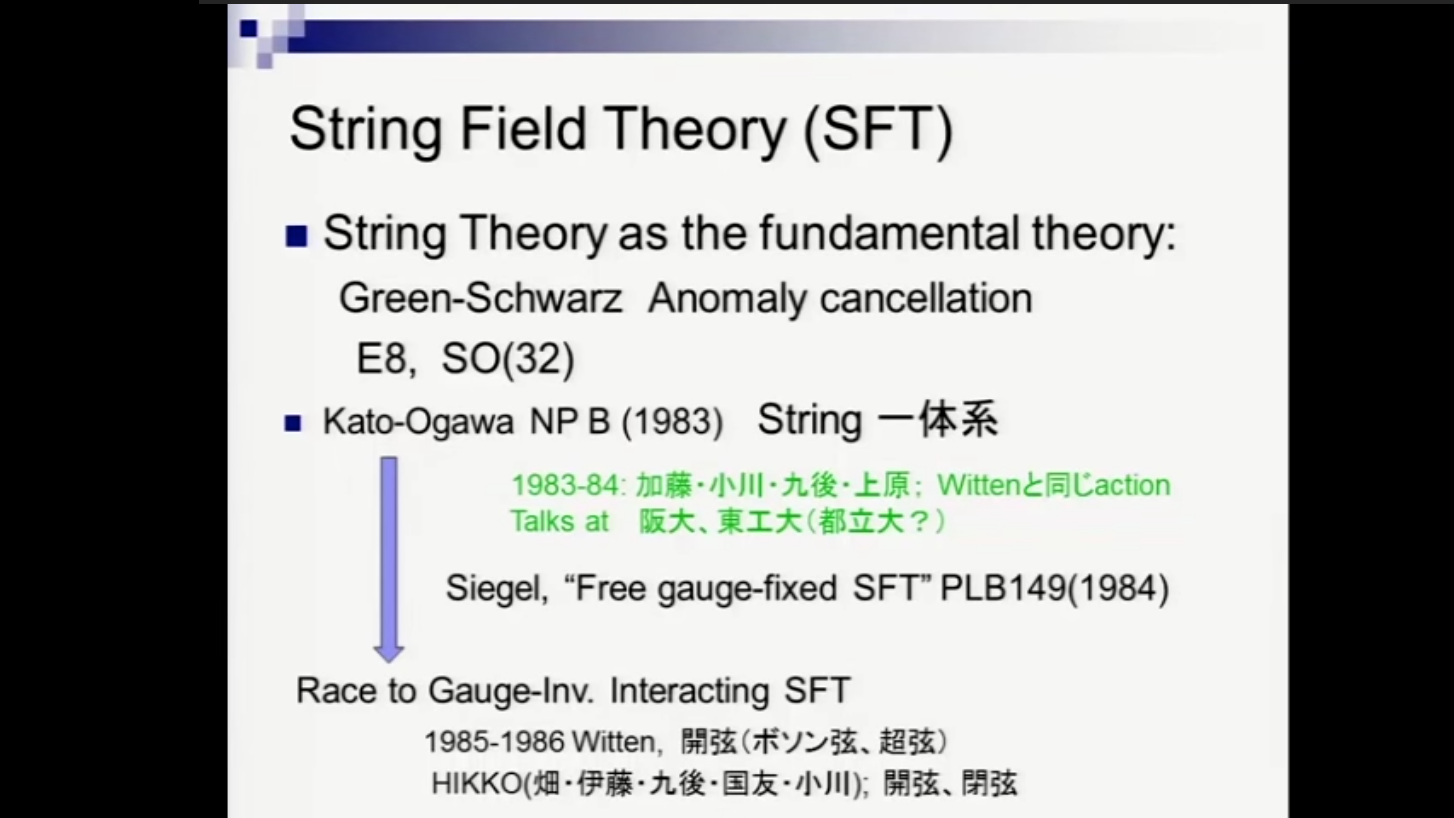 String Field Theory (SFT)
String Theory as the fundamental theory:
Green-Schwarz Anomaly cancellation
E8, SO(32)
Kato-Ogawa NP B (1983) String 一体系
1983-84: 加藤・小川・九後・上原; Wittenと同じaction
Talks at 阪大、東工大(都立大?)
Siegel, “Free gauge-fixed SFT” PLB149(1984)
Race to Gauge-Inv. Interacting SFT
1985-1986 Witten, 開弦(ボソン弦、超弦)
HIKKO(畑・伊藤・九後・国友・小川); 開弦、閉弦